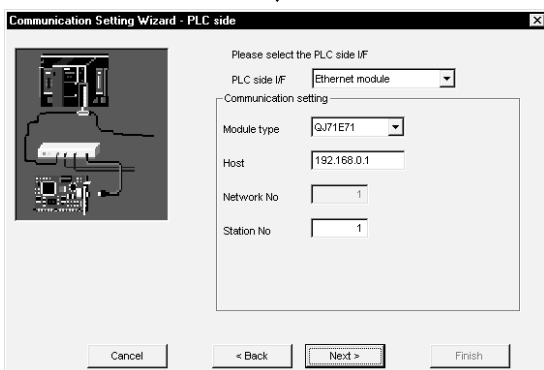 Communication Setting Wizard - PLC side
Please select the PLC side I/F
PLC side I/F Ethernet module
Communication setting
Module type QJ71E71
Host 192.168.0.1
Network No 1
Station No 1
Cancel < Back Next > Finish